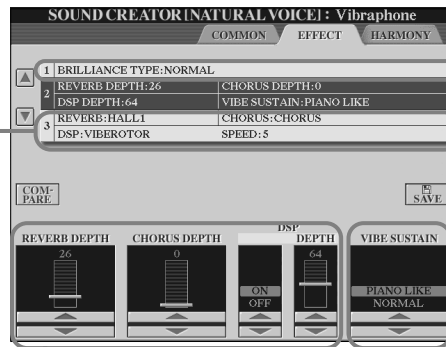 SOUND CREATOR [NATURAL VOICE] : Vibraphone
COMMON EFFECT HARMONY
1 BRILLIANCE TYPE:NORMAL
2 REVERB DEPTH:26 CHORUS DEPTH:0
DSP DEPTH:64 VIBE SUSTAIN:PIANO LIKE
3 REVERB:HALL1 CHORUS:CHORUS
DSP:VIBEROTOR SPEED:5
COM-
PARE
SAVE
DSP
REVERB DEPTH CHORUS DEPTH DEPTH VIBE SUSTAIN
26 0 64
ON PIANO LIKE
OFF NORMAL